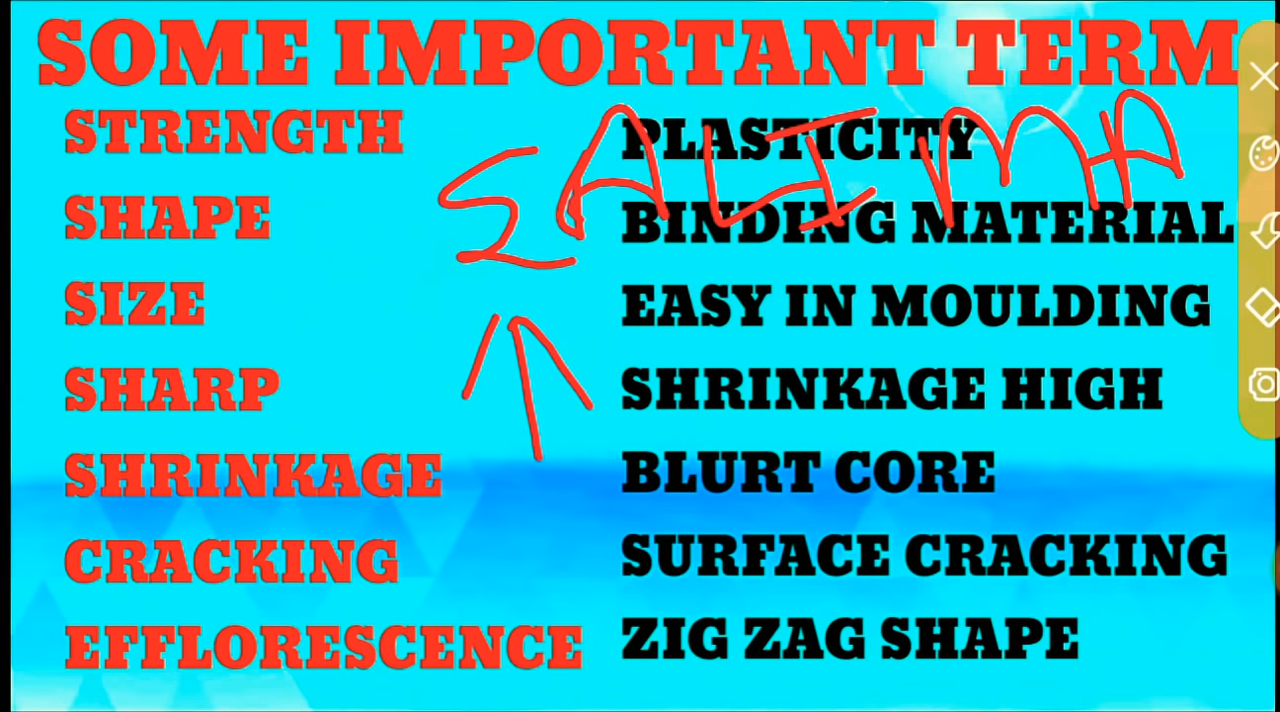 SOME IMPORTANT TERM
STRENGTH
SHAPE
SIZE
SHARP
SHRINKAGE
CRACKING
EFFLORESCENCE
SALIMA
PLASTICITY
BINDING MATERIAL
EASY IN MOULDING
SHRINKAGE HIGH
BLURT CORE
SURFACE CRACKING
ZIG ZAG SHAPE